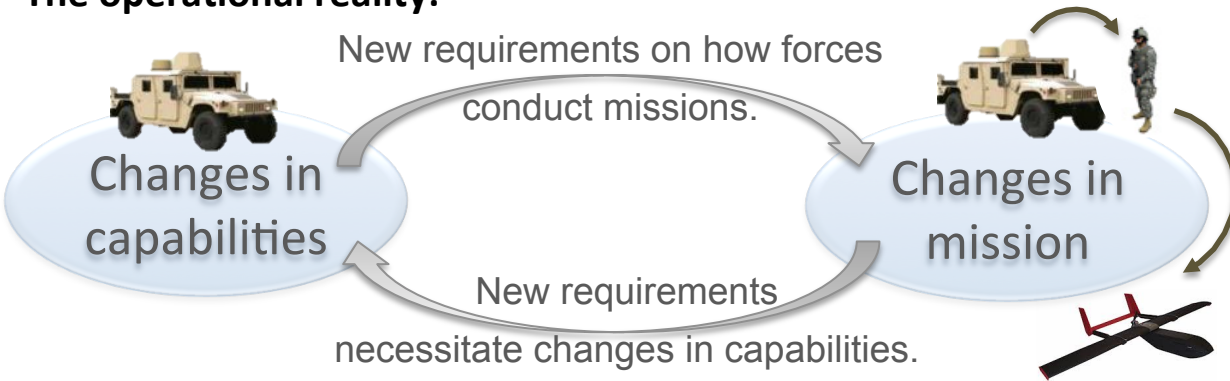 The operational reality:
New requirements on how forces
conduct missions.
Changes in
capabilities
Changes in
mission
New requirements
necessitate changes in capabilities.